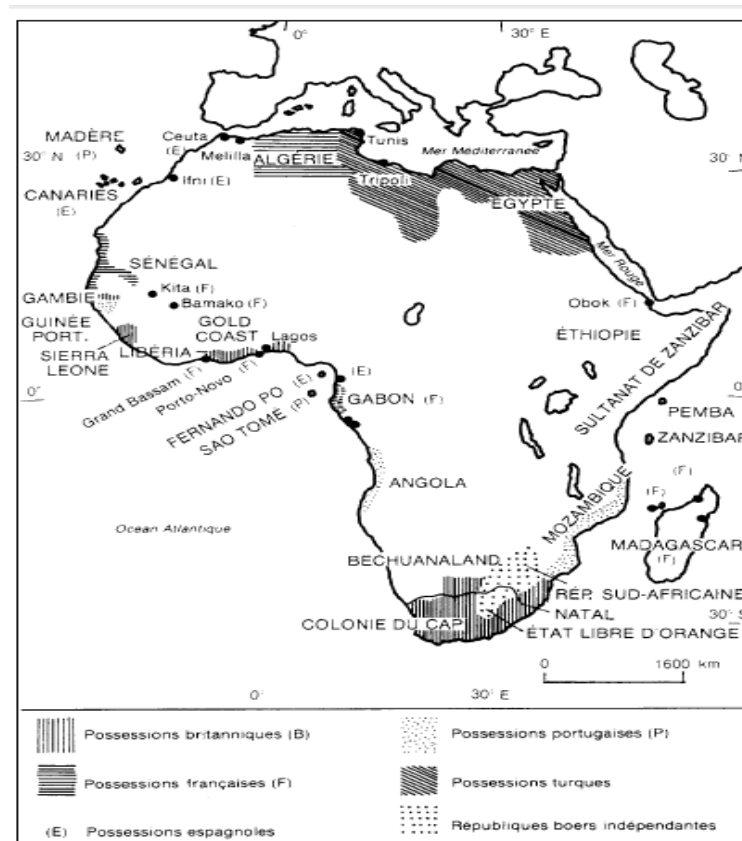 0°
30° E
MADÈRE
30° N
(P)
Ceuta
(E)
Melilla
Tunis
Mer Méditerranée
30° N
ALGÉRIE
Ifni (E)
Tripoli
CANARIES
(E)
ÉGYPTE
Mer Rouge
SÉNÉGAL
Kita (F)
GAMBIE
Bamako (F)
Obok (F)
GUINÉE
PORT.
GOLD
COAST
Lagos
ÉTHIOPIE
SIERRA
LEONE
LIBÉRIA
SULTANAT DE ZANZIBAR
0°
Grand Bassam (F)
Porto-Novo (F)
FERNANDO PO (E)
(E)
SAO TOMÉ (P)
GABON (F)
PEMBA
ZANZIBAR
(F)
ANGOLA
(F)
MOZAMBIQUE
Ocean Atlantique
MADAGASCAR
(F)
BECHUANALAND
RÉP. SUD-AFRICAINE
NATAL
30° S
COLONIE DU CAP
ÉTAT LIBRE D'ORANGE
0
1600 km
0°
30° E
Possessions britanniques (B)
Possessions portugaises (P)
Possessions françaises (F)
Possessions turques
(E) Possessions espagnoles
Républiques boers indépendantes